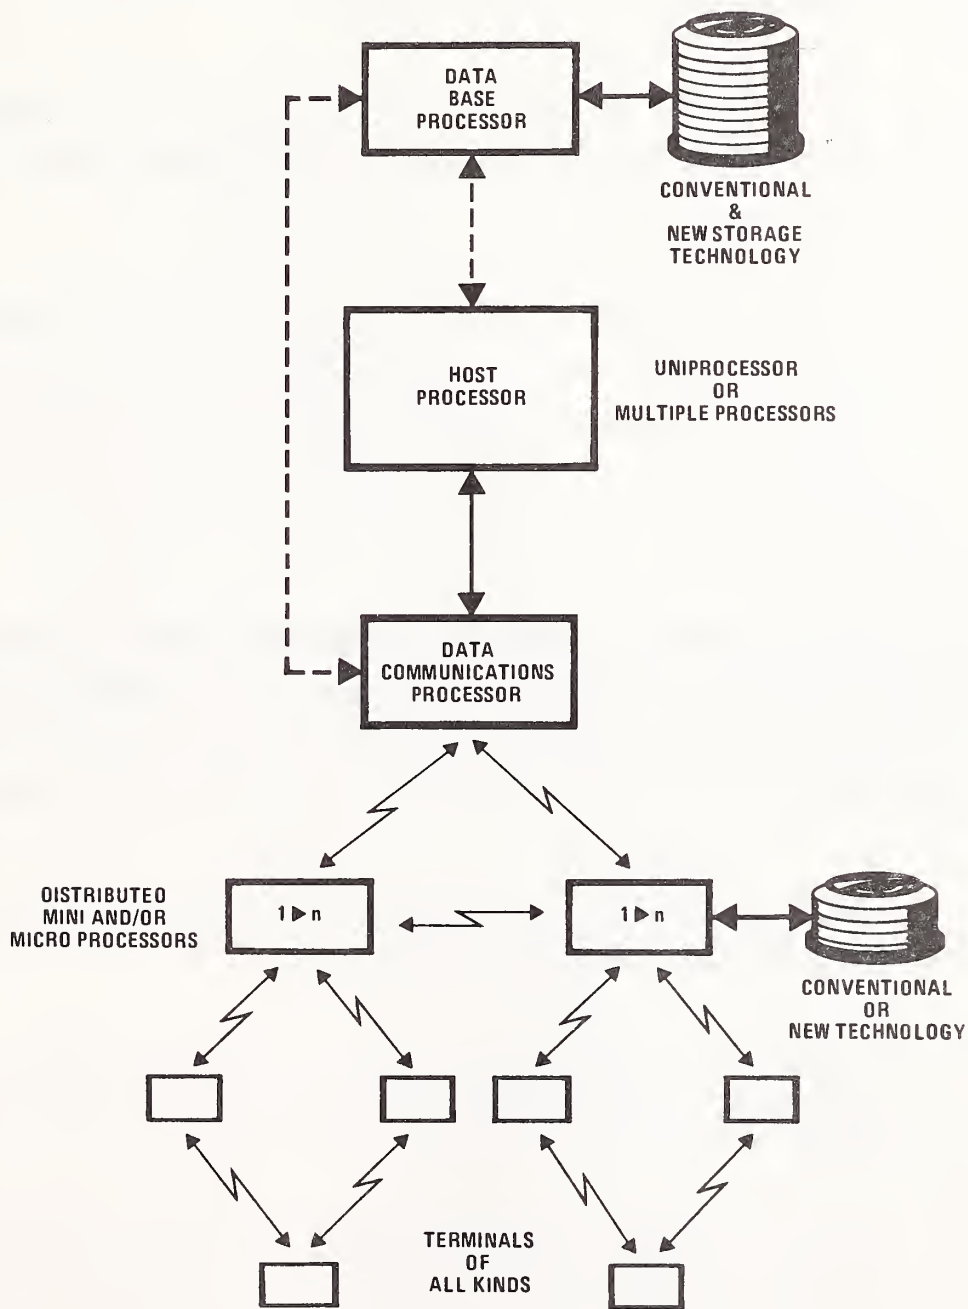 DATA
BASE
PROCESSOR
CONVENTIONAL
&
NEW STORAGE
TECHNOLOGY
HOST
PROCESSOR
UNIPROCESSOR
OR
MULTIPLE PROCESSORS
DATA
COMMUNICATIONS
PROCESSOR
DISTRIBUTED
MINI AND/OR
MICRO PROCESSORS
1 ▶ n
1 ▶ n
CONVENTIONAL
OR
NEW TECHNOLOGY
TERMINALS
OF
ALL KINDS